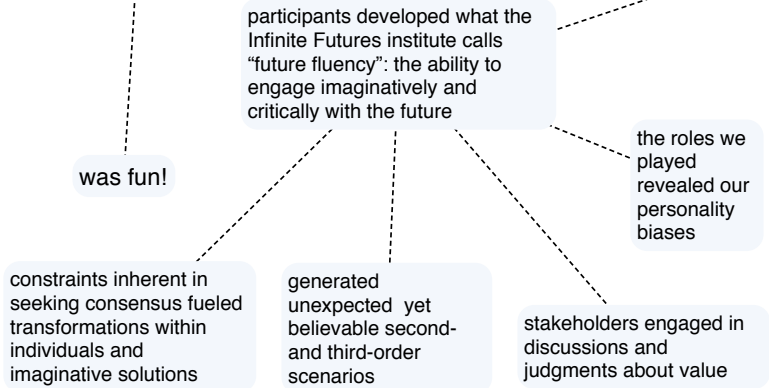 participants developed what the
Infinite Futures institute calls
“future fluency”: the ability to
engage imaginatively and
critically with the future
was fun!
the roles we
played
revealed our
personality
biases
constraints inherent in
seeking consensus fueled
transformations within
individuals and
imaginative solutions
generated
unexpected  yet
believable second-
and third-order
scenarios
stakeholders engaged in
discussions and
judgments about value